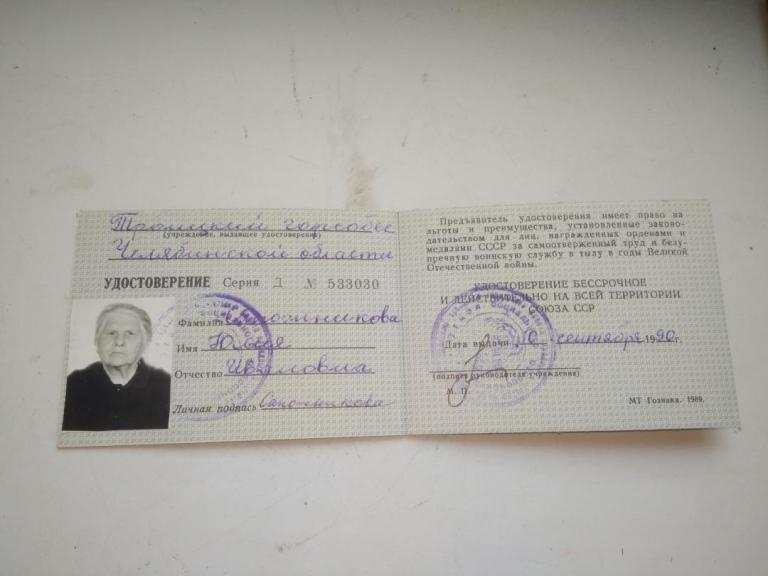 Троицкий горсобес
(учреждение, выдавшее удостоверение)
Челябинской области
УДОСТОВЕРЕНИЕ Серия Д № 533030
Фамилия Сапожникова
Имя Юлия
Отчество
Личная подпись Сапожникова
Предъявитель удостоверения имеет право на
льготы и преимущества, установленные законо-
дательством для лиц, награжденных орденами и
медалями СССР за самоотверженный труд и безу-
пречную воинскую службу в тылу в годы Великой
Отечественной войны.
УДОСТОВЕРЕНИЕ БЕССРОЧНОЕ
И ДЕЙСТВИТЕЛЬНО НА ВСЕЙ ТЕРРИТОРИИ
СОЮЗА ССР
Дата выдачи 10 сентября 1990г.
(подпись руководителя учреждения)
М. П.
МТ Гознака. 1989.